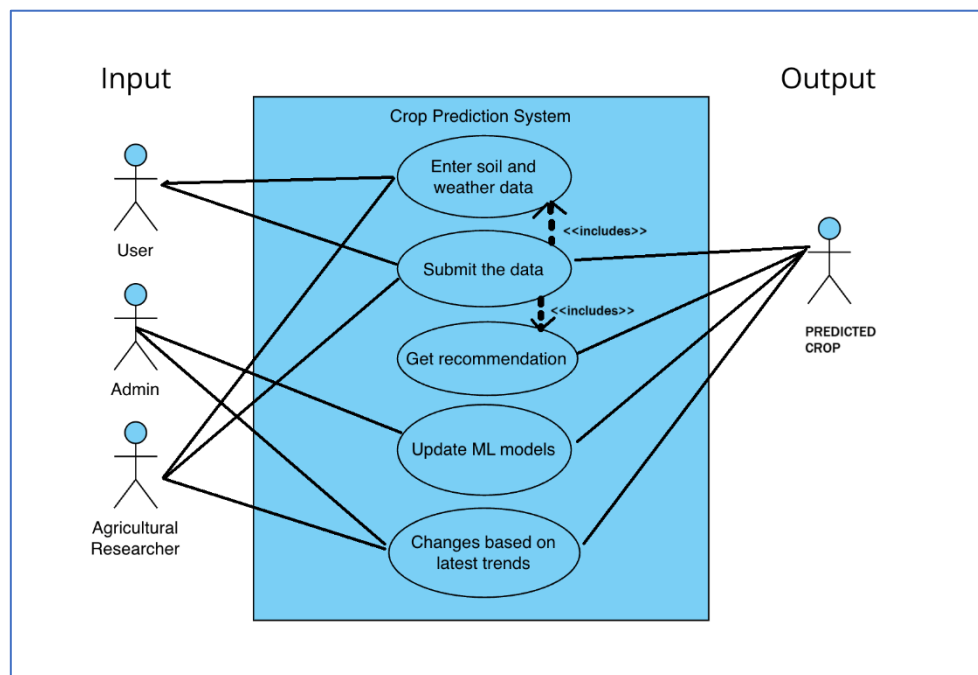 Input
Output
Crop Prediction System
Enter soil and
weather data
<<includes>>
User
Submit the data
<<includes>>
PREDICTED
CROP
Get recommendation
Admin
Update ML models
Agricultural
Researcher
Changes based on
latest trends